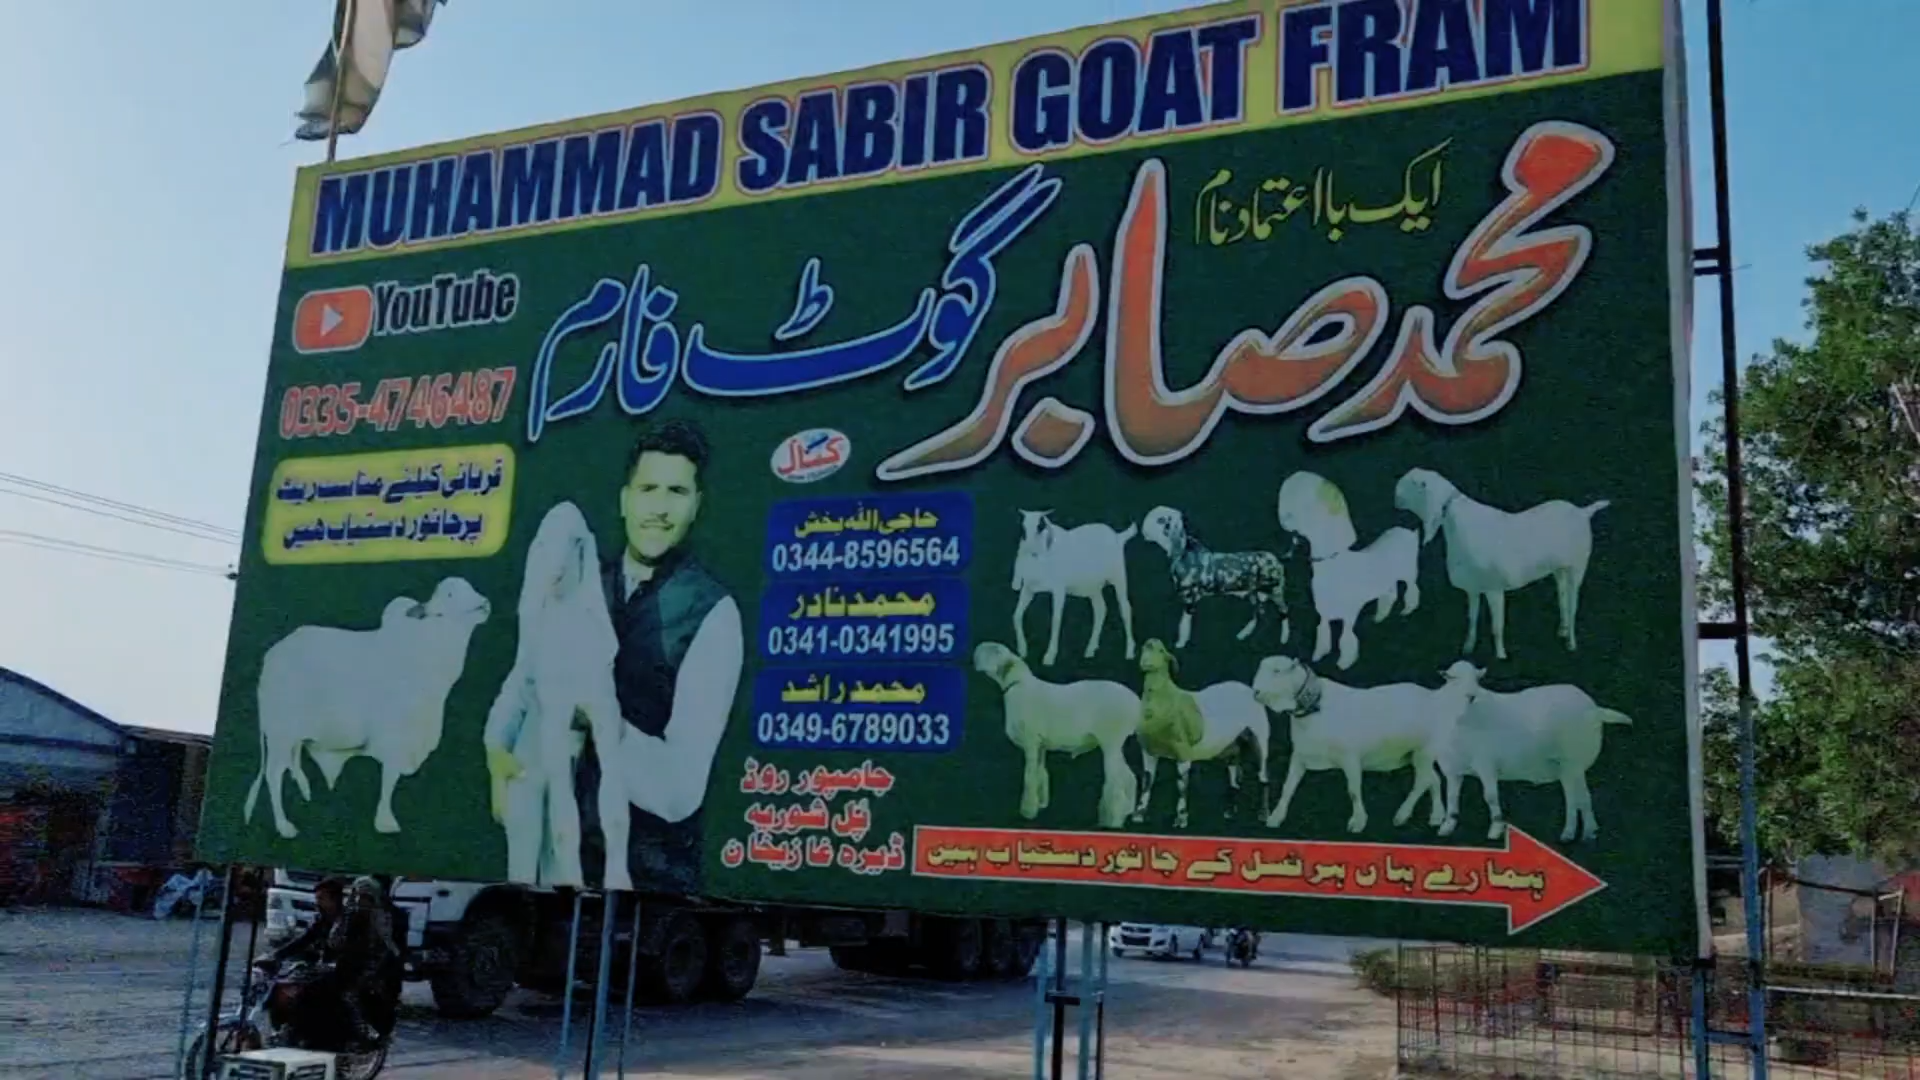 MUHAMMAD SABIR GOAT FRAM
ایک بااعتماد نام
محمد صابر گوٹ فارم
YouTube
0335-4746487
قربانی کیلئے مناسب ریٹ
پر جانور دستیاب ھیں
حاجی اللہ بخش
0344-8596564
محمد نادر
0341-0341995
محمد راشد
0349-6789033
جامپور روڈ
پل شوریہ
ڈیرہ غازیخان
ہمارے ہاں ہر نسل کے جانور دستیاب ہیں